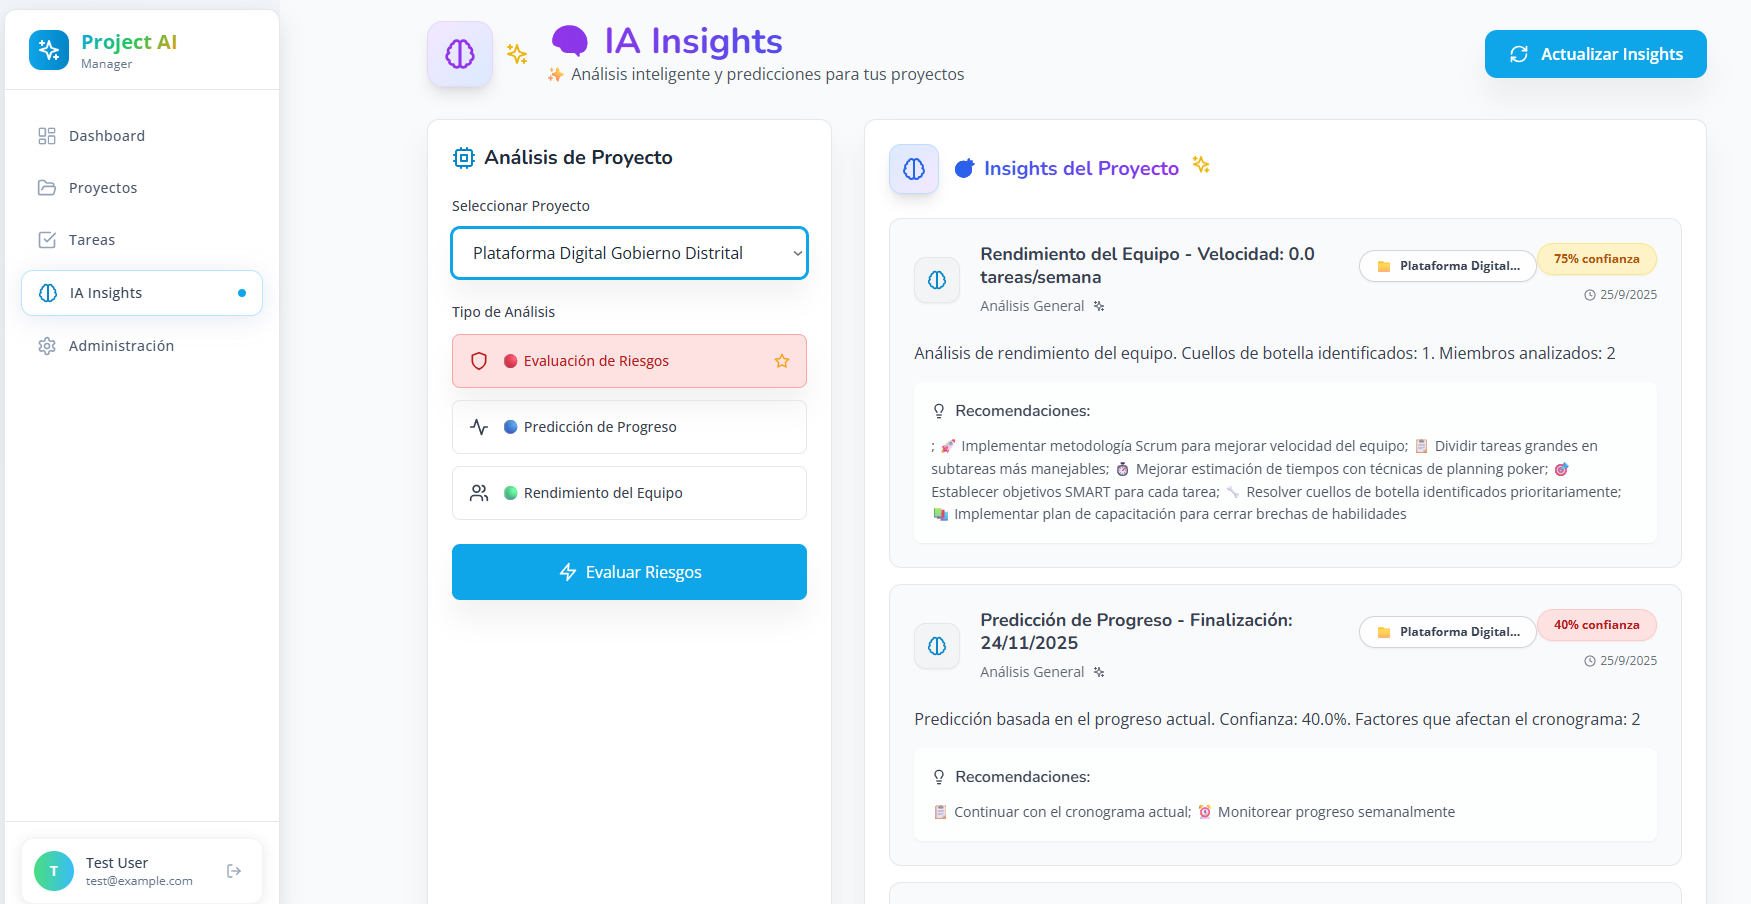 Project AI
Manager
Dashboard
Proyectos
Tareas
IA Insights
Administración
T
Test User
test@example.com
IA Insights
Análisis inteligente y predicciones para tus proyectos
Actualizar Insights
Análisis de Proyecto
Seleccionar Proyecto
Plataforma Digital Gobierno Distrital
Tipo de Análisis
Evaluación de Riesgos
Predicción de Progreso
Rendimiento del Equipo
Evaluar Riesgos
Insights del Proyecto
Rendimiento del Equipo - Velocidad: 0.0
tareas/semana
Análisis General
Plataforma Digital...
75% confianza
25/9/2025
Análisis de rendimiento del equipo. Cuellos de botella identificados: 1. Miembros analizados: 2
Recomendaciones:
; 🚀 Implementar metodología Scrum para mejorar velocidad del equipo; 📋 Dividir tareas grandes en
subtareas más manejables; ⏱️ Mejorar estimación de tiempos con técnicas de planning poker; 🎯
Establecer objetivos SMART para cada tarea; 🔧 Resolver cuellos de botella identificados prioritariamente;
📚 Implementar plan de capacitación para cerrar brechas de habilidades
Predicción de Progreso - Finalización:
24/11/2025
Análisis General
Plataforma Digital...
40% confianza
25/9/2025
Predicción basada en el progreso actual. Confianza: 40.0%. Factores que afectan el cronograma: 2
Recomendaciones:
📋 Continuar con el cronograma actual; ⏰ Monitorear progreso semanalmente